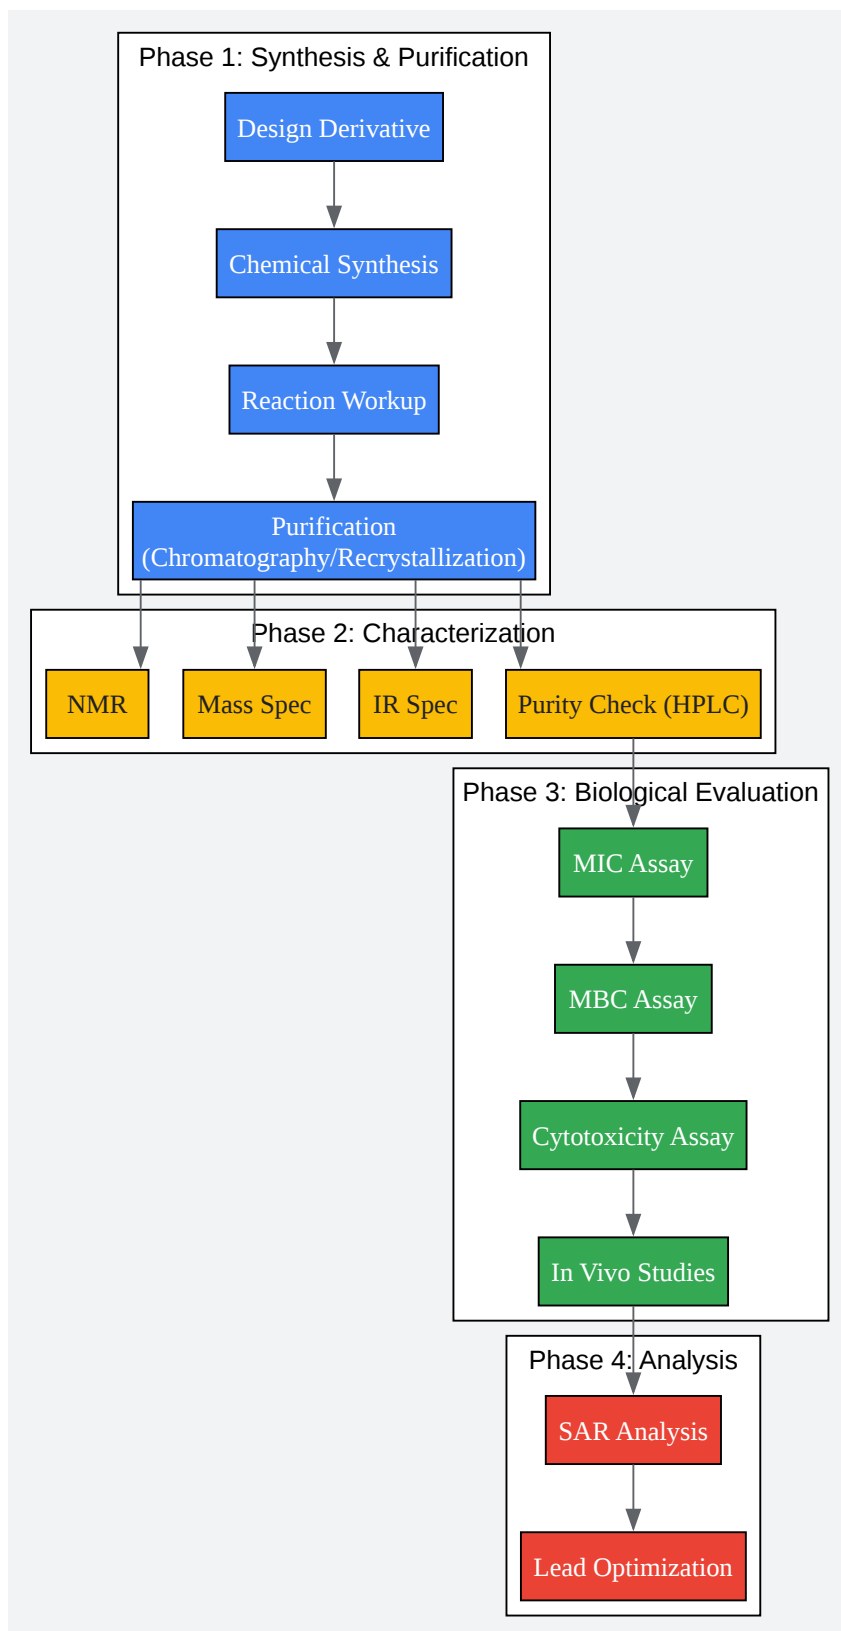 Phase 1: Synthesis & Purification
Design Derivative
Chemical Synthesis
Reaction Workup
Purification
(Chromatography/Recrystallization)
Phase 2: Characterization
NMR
Mass Spec
IR Spec
Purity Check (HPLC)
Phase 3: Biological Evaluation
MIC Assay
MBC Assay
Cytotoxicity Assay
In Vivo Studies
Phase 4: Analysis
SAR Analysis
Lead Optimization